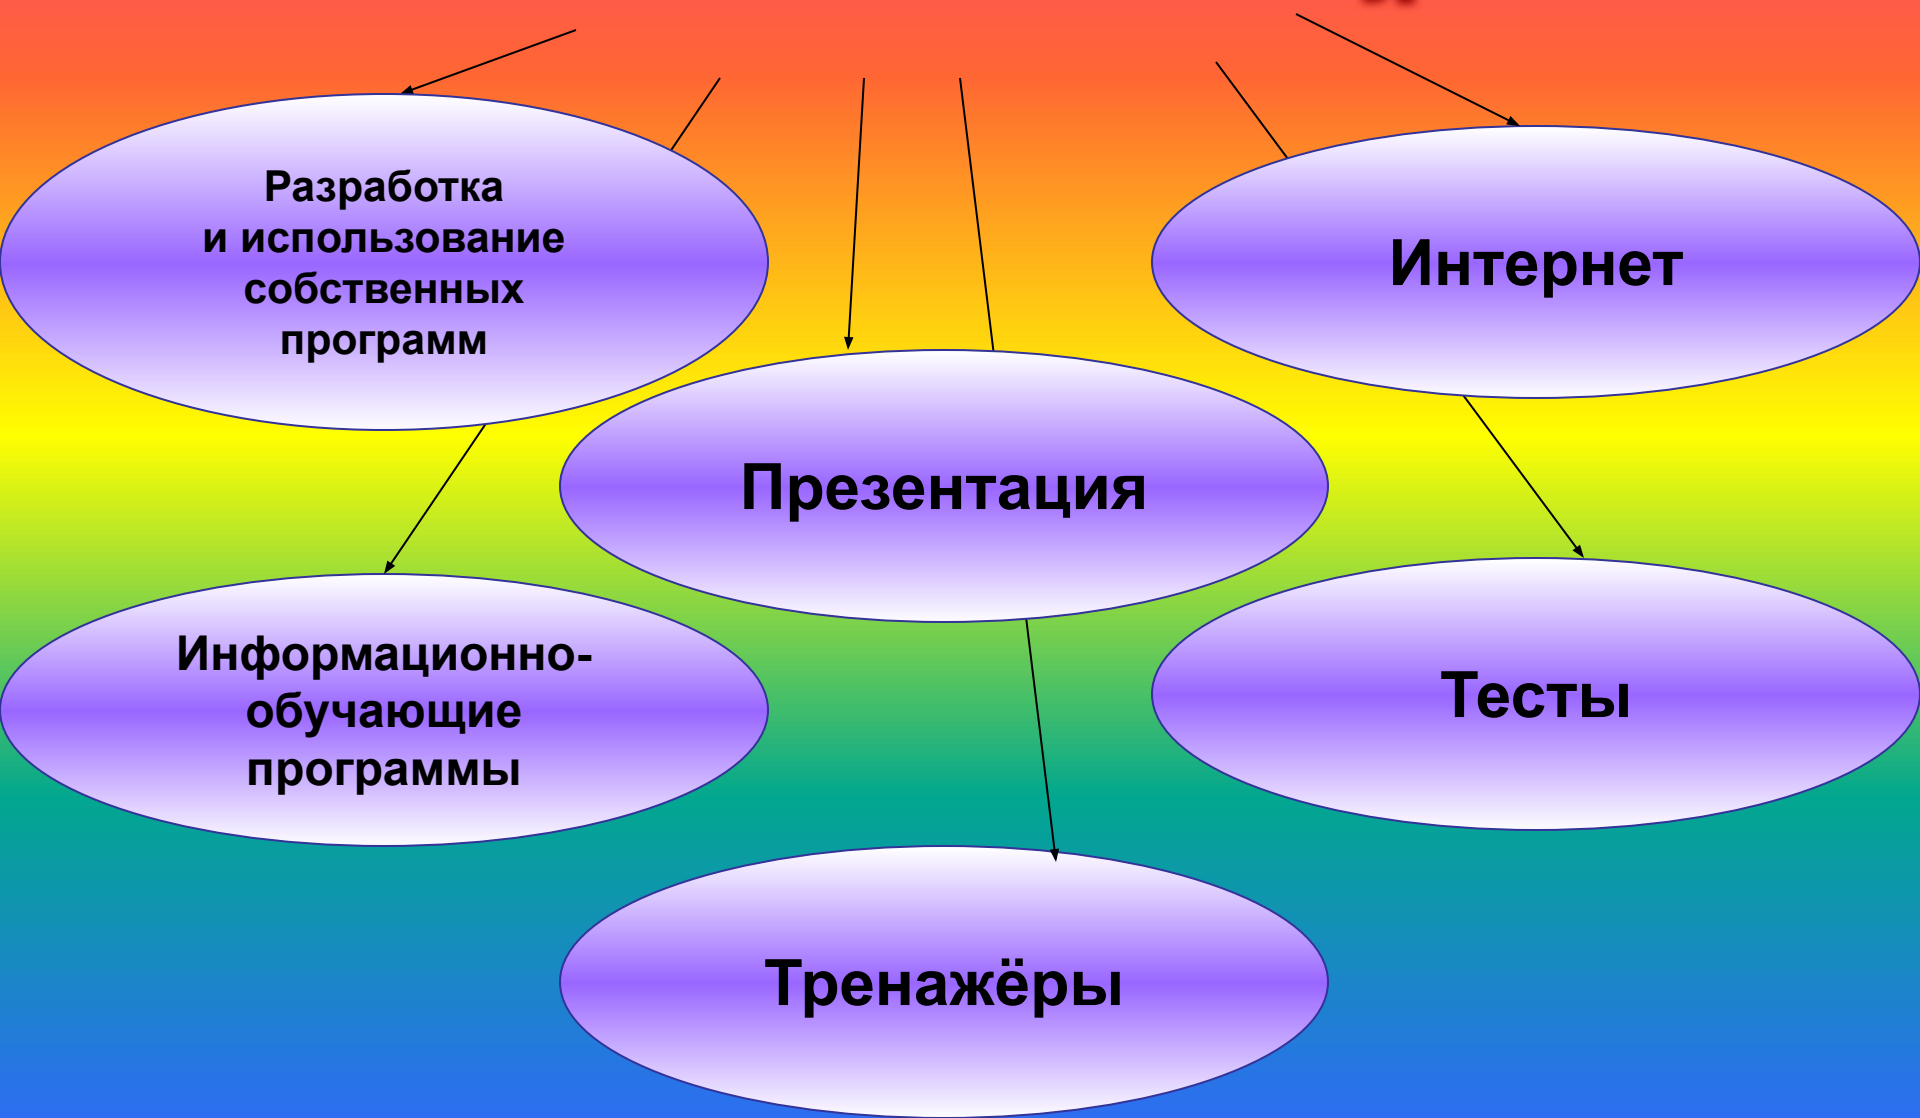 Разработка
и использование
собственных
программ
Интернет
Презентация
Информационно-
обучающие
программы
Тесты
Тренажёры